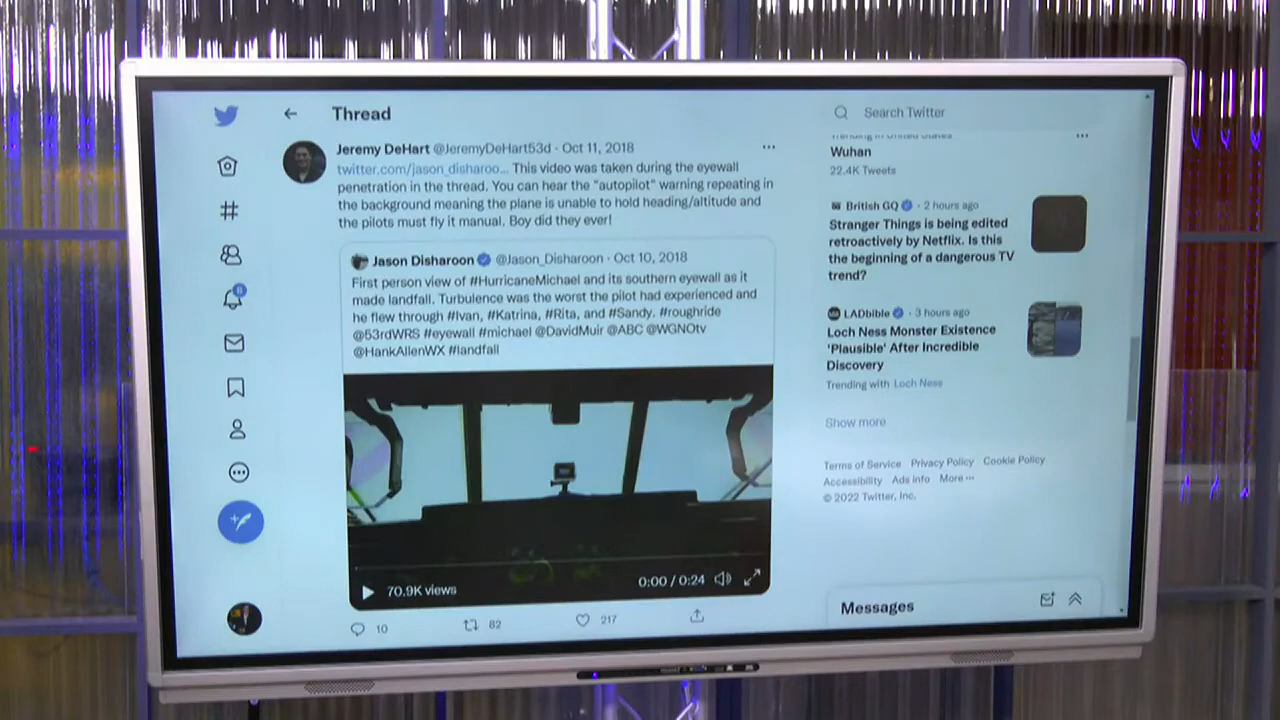 Thread
Search Twitter
Jeremy DeHart @JeremyDeHart53d · Oct 11, 2018
twitter.com/jason_disharoo... This video was taken during the eyewall
penetration in the thread. You can hear the "autopilot" warning repeating in
the background meaning the plane is unable to hold heading/altitude and
the pilots must fly it manual. Boy did they ever!
Jason Disharoon @Jason_Disharoon · Oct 10, 2018
First person view of #HurricaneMichael and its southern eyewall as it
made landfall. Turbulence was the worst the pilot had experienced and
he flew through #Ivan, #Katrina, #Rita, and #Sandy. #roughride
@53rdWRS #eyewall #michael @DavidMuir @ABC @WGNOtv
@HankAllenWX #landfall
70.9K views
0:00 / 0:24
10
82
217
Trending in United States
Wuhan
22.4K Tweets
British GQ · 2 hours ago
Stranger Things is being edited
retroactively by Netflix. Is this
the beginning of a dangerous TV
trend?
LADbible · 3 hours ago
Loch Ness Monster Existence
'Plausible' After Incredible
Discovery
Trending with Loch Ness
Show more
Terms of Service Privacy Policy Cookie Policy
Accessibility Ads info More ···
© 2022 Twitter, Inc.
Messages